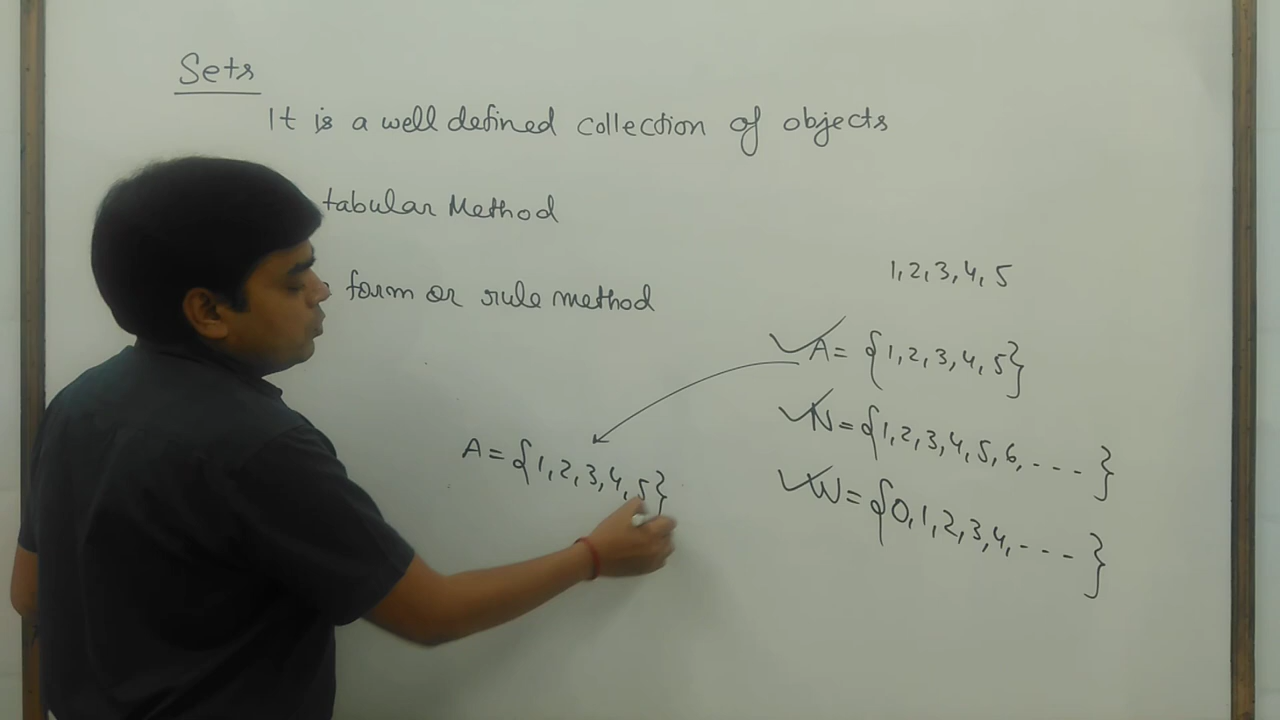 Sets
It is a well defined collection of objects
tabular Method
form or rule method
1, 2, 3, 4, 5
A = {1, 2, 3, 4, 5}
N = {1, 2, 3, 4, 5, 6, - - - - }
W = {0, 1, 2, 3, 4, - - - }
A = {1, 2, 3, 4, 5}